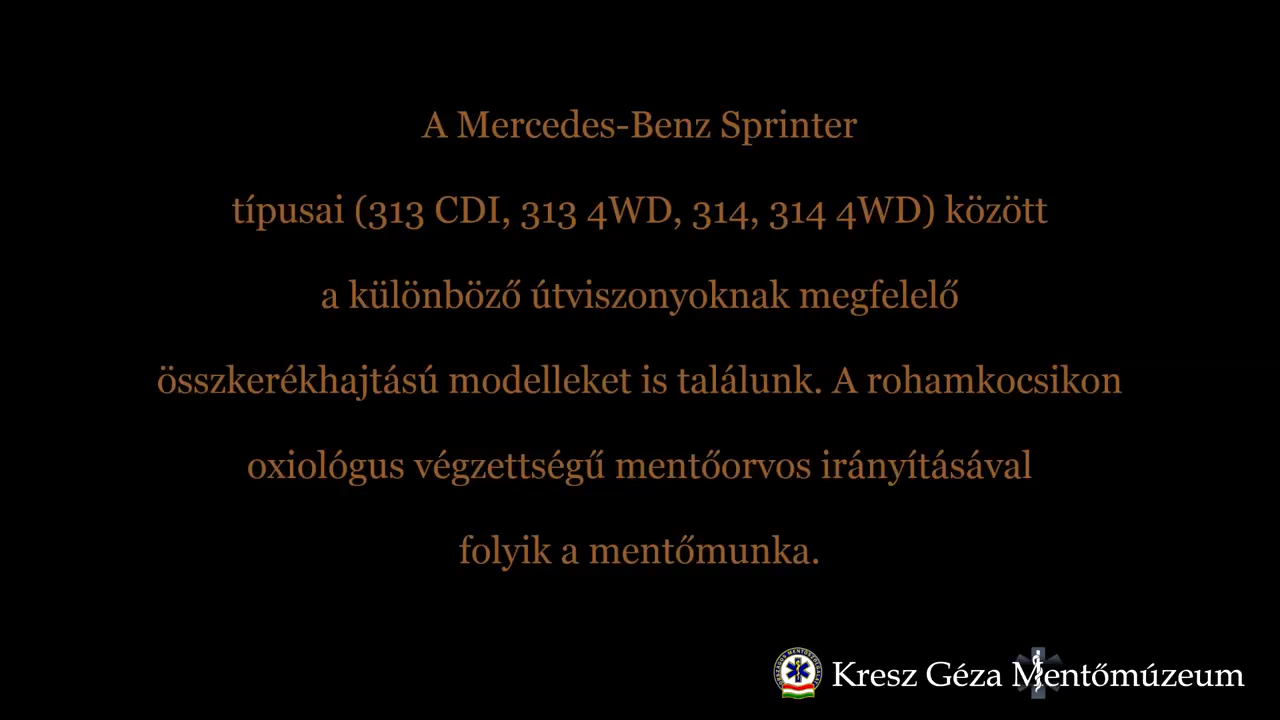 A Mercedes-Benz Sprinter
típusai (313 CDI, 313 4WD, 314, 314 4WD) között
a különböző útviszonyoknak megfelelő
összkerékhajtású modelleket is találunk. A rohamkocsikon
oxiológus végzettségű mentőorvos irányításával
folyik a mentőmunka.
Kresz Géza Mentőmúzeum